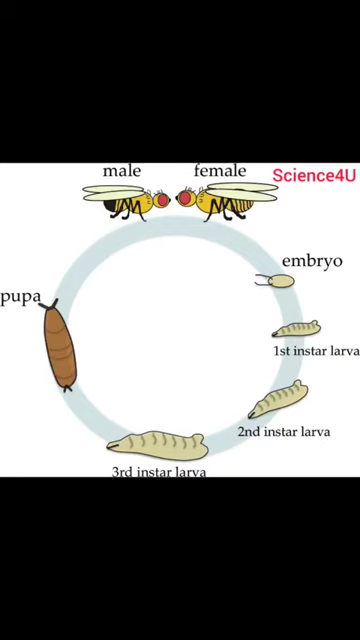 male female
Science4U
embryo
pupa
1st instar larva
2nd instar larva
3rd instar larva